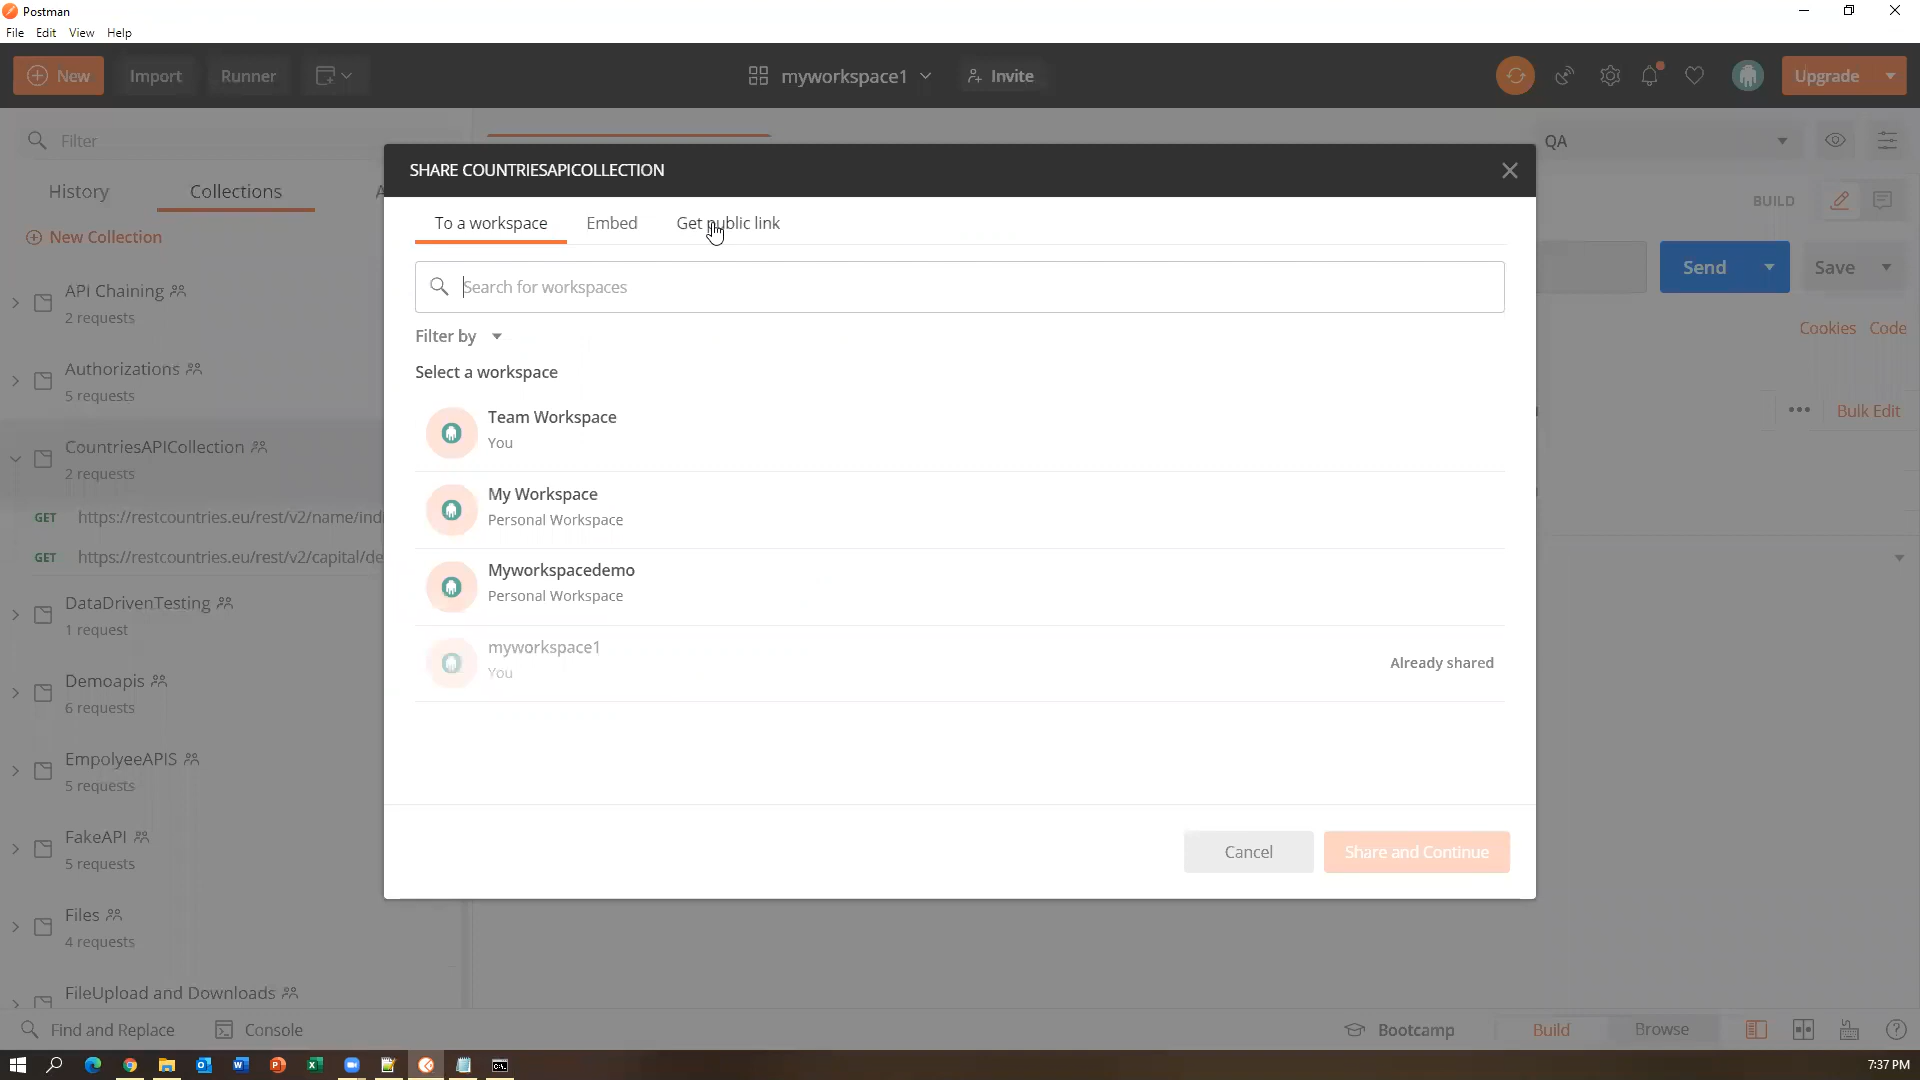 Postman
File Edit View Help
New Import Runner myworkspace1 Invite Upgrade
Filter
QA
SHARE COUNTRIESAPICOLLECTION
History Collections A
BUILD
To a workspace Embed Get public link
New Collection
Search for workspaces
Send Save
API Chaining
2 requests
Filter by
Cookies Code
Select a workspace
Authorizations
5 requests
Team Workspace
You
Bulk Edit
CountriesAPICollection
2 requests
My Workspace
Personal Workspace
GET https://restcountries.eu/rest/v2/name/indi
GET https://restcountries.eu/rest/v2/capital/de
Myworkspacedemo
Personal Workspace
DataDrivenTesting
1 request
myworkspace1
You
Already shared
Demoapis
6 requests
EmpolyeeAPIS
5 requests
FakeAPI
5 requests
Cancel Share and Continue
Files
4 requests
FileUpload and Downloads
Find and Replace Console Bootcamp Build Browse
7:37 PM